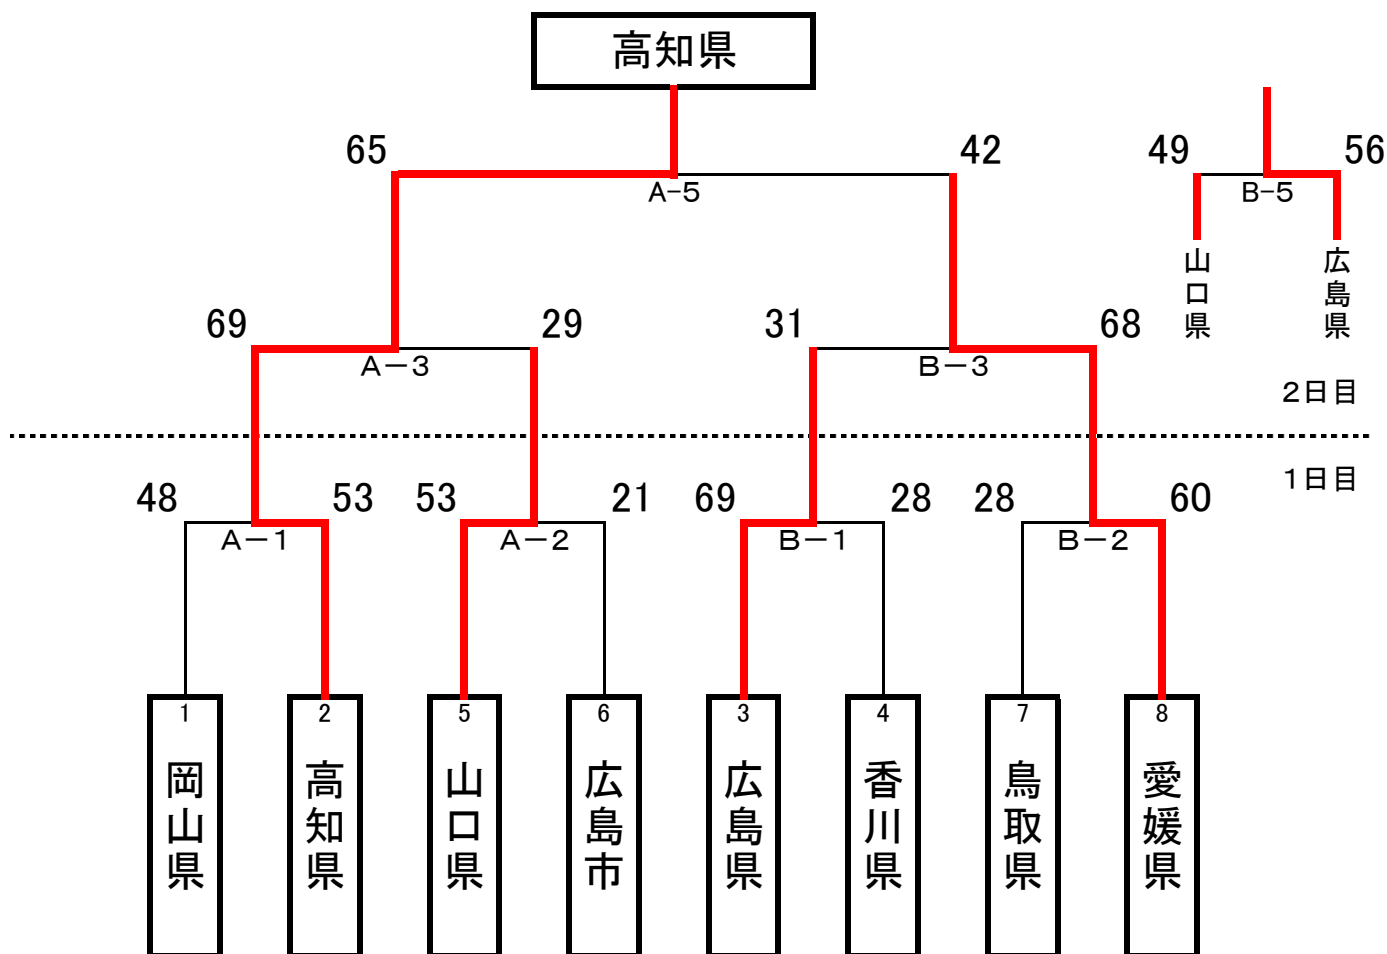 高知県
65 42 49 56
A-5 B-5
山口県 広島県
69 29 31 68
A－3 B－3
2日目
1日目
48 53 53 21 69 28 28 60
A－1 A－2 B－1 B－2
1 2 5 6 3 4 7 8
岡山県 高知県 山口県 広島市 広島県 香川県 鳥取県 愛媛県